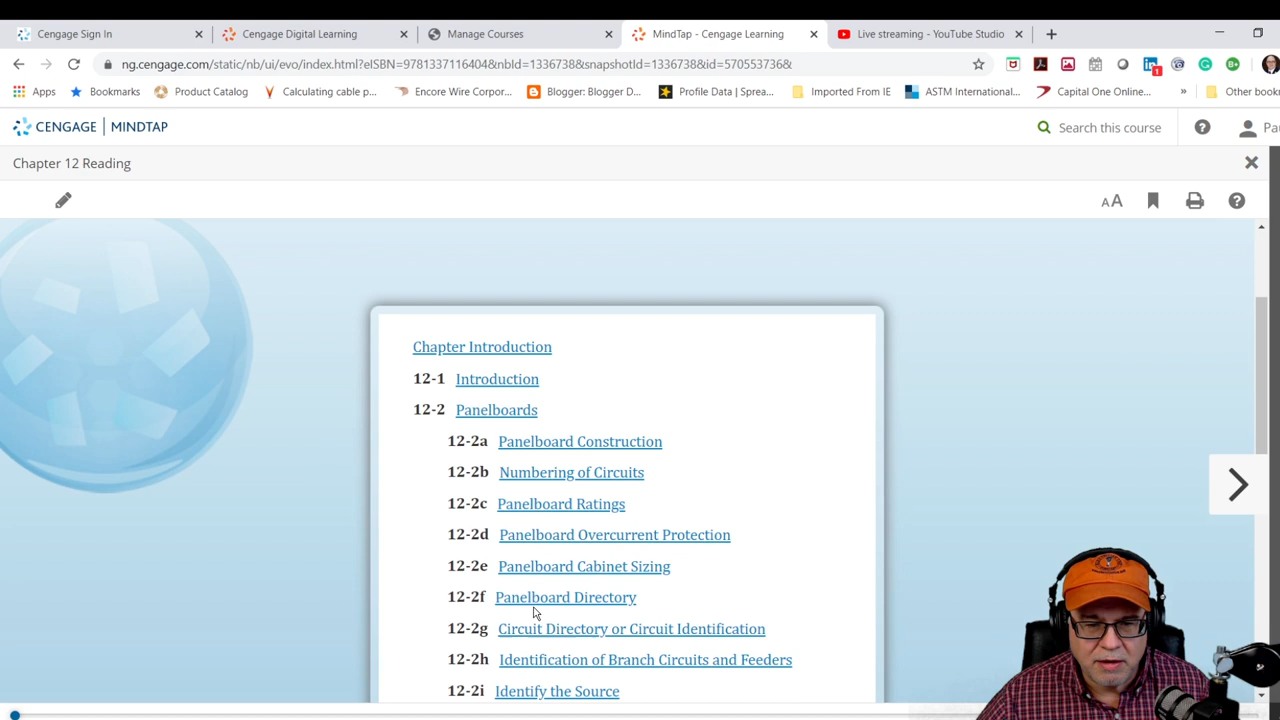 Cengage Sign In
Cengage Digital Learning
Manage Courses
MindTap - Cengage Learning
Live streaming - YouTube Studio
ng.cengage.com/static/nb/ui/evo/index.html?eISBN=9781337116404&nbId=1336738&snapshotId=1336738&id=570553736&
1
Apps
Bookmarks
Product Catalog
Calculating cable p...
Encore Wire Corpor...
Blogger: Blogger D...
Profile Data | Sprea...
Imported From IE
ASTM International...
Capital One Online...
»
Other book
CENGAGE | MINDTAP
Search this course
Pa
Chapter 12 Reading
AA
Chapter Introduction
12-1 Introduction
12-2 Panelboards
12-2a Panelboard Construction
12-2b Numbering of Circuits
12-2c Panelboard Ratings
12-2d Panelboard Overcurrent Protection
12-2e Panelboard Cabinet Sizing
12-2f Panelboard Directory
12-2g Circuit Directory or Circuit Identification
12-2h Identification of Branch Circuits and Feeders
12-2i Identify the Source